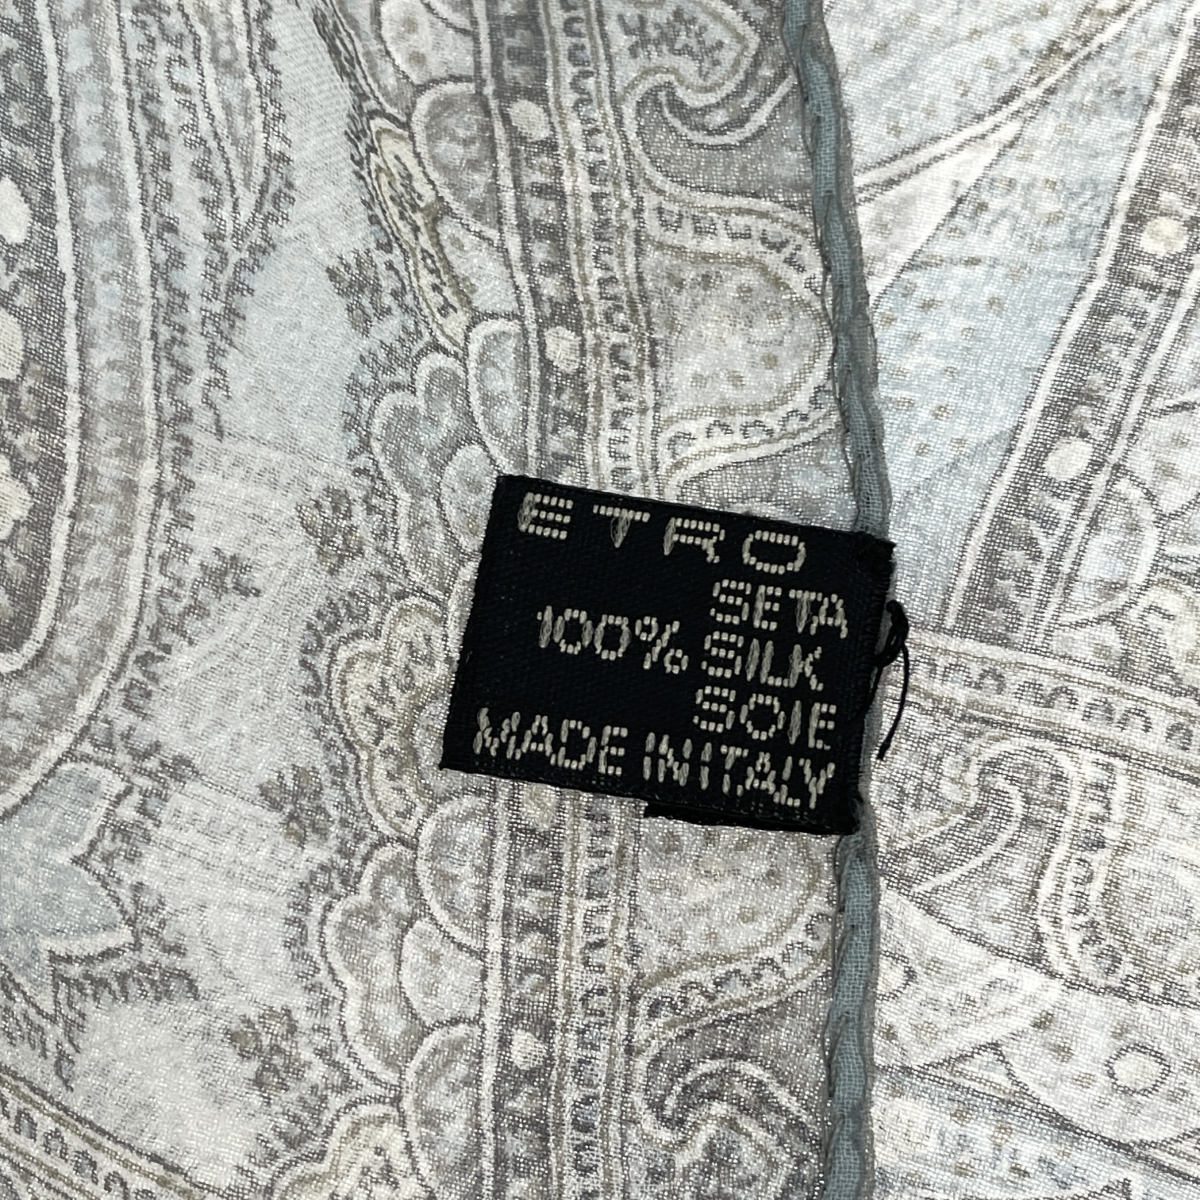 ETRO
SETA
100% SILK
SOIE
MADE IN ITALY